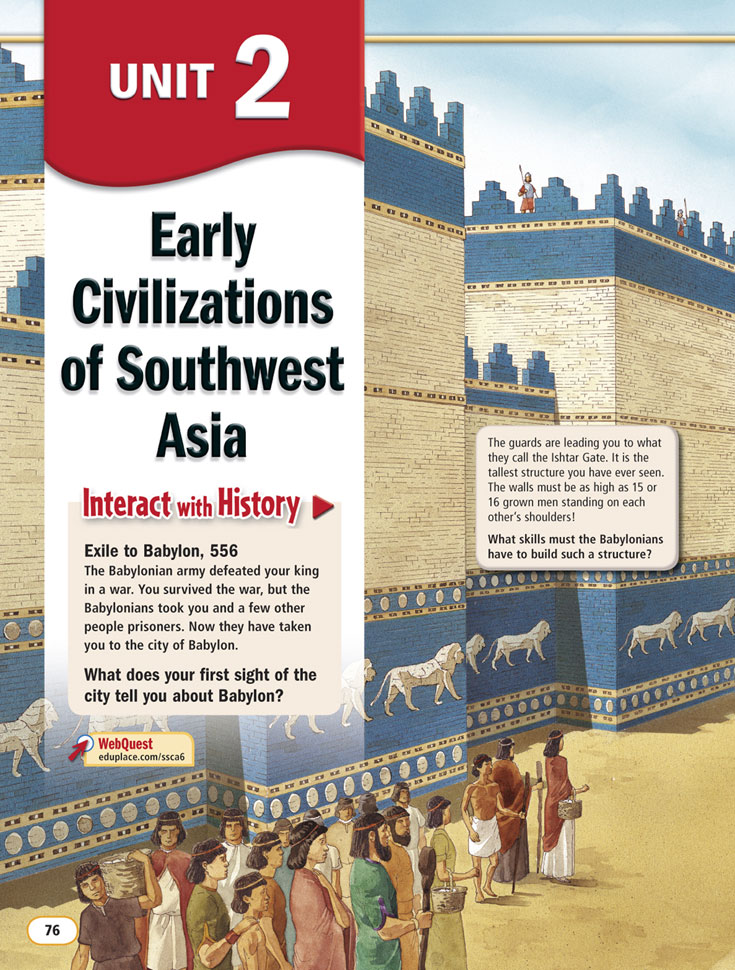 UNIT 2
Early
Civilizations
of Southwest
Asia
Interact with History
Exile to Babylon, 556
The Babylonian army defeated your king
in a war. You survived the war, but the
Babylonians took you and a few other
people prisoners. Now they have taken
you to the city of Babylon.
What does your first sight of the
city tell you about Babylon?
WebQuest
eduplace.com/ssca6
The guards are leading you to what
they call the Ishtar Gate. It is the
tallest structure you have ever seen.
The walls must be as high as 15 or
16 grown men standing on each
other's shoulders!
What skills must the Babylonians
have to build such a structure?
76